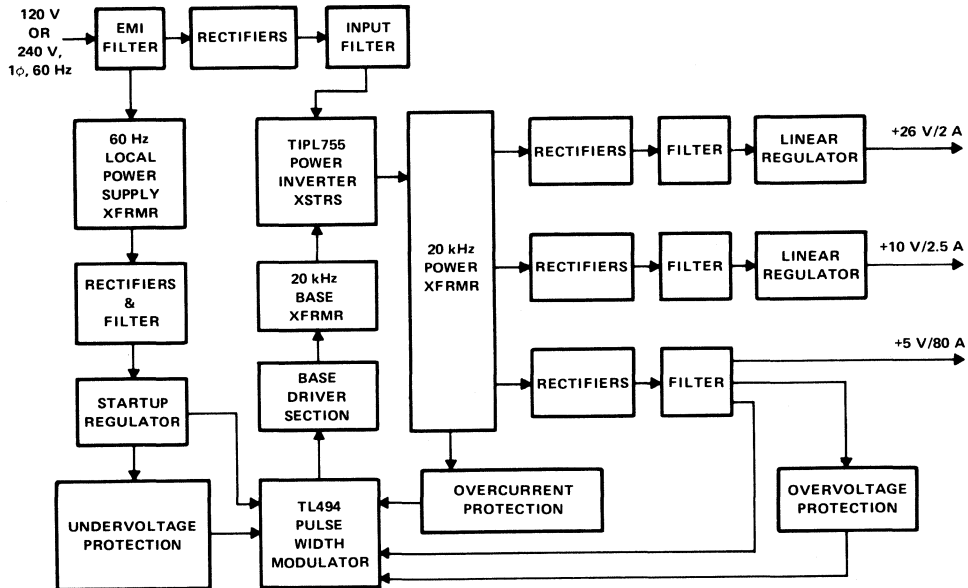 120 V
OR
240 V,
1ϕ, 60 Hz
EMI
FILTER
RECTIFIERS
INPUT
FILTER
60 Hz
LOCAL
POWER
SUPPLY
XFRMR
TIPL755
POWER
INVERTER
XSTRS
20 kHz
POWER
XFRMR
RECTIFIERS
FILTER
LINEAR
REGULATOR
+26 V/2 A
RECTIFIERS
FILTER
LINEAR
REGULATOR
+10 V/2.5 A
RECTIFIERS
&
FILTER
20 kHz
BASE
XFRMR
RECTIFIERS
FILTER
+5 V/80 A
STARTUP
REGULATOR
BASE
DRIVER
SECTION
UNDERVOLTAGE
PROTECTION
TL494
PULSE
WIDTH
MODULATOR
OVERCURRENT
PROTECTION
OVERVOLTAGE
PROTECTION